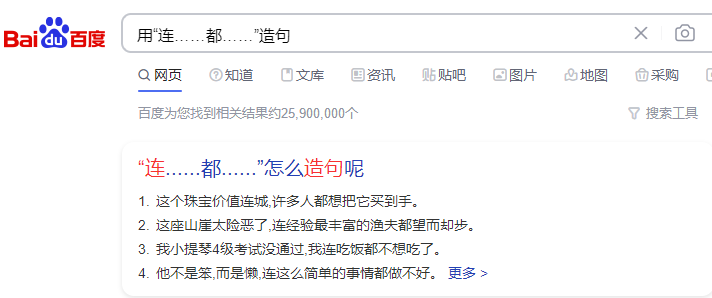 Bai du 百度 用“连……都……”造句
网页 知道 文库 资讯 贴吧 图片 地图 采购
百度为您找到相关结果约25,900,000个 搜索工具
“连……都……”怎么造句呢
1. 这个珠宝价值连城,许多人都想把它买到手。
2. 这座山崖太险恶了,连经验最丰富的渔夫都望而却步。
3. 我小提琴4级考试没通过,我连吃饭都不想吃了。
4. 他不是笨,而是懒,连这么简单的事情都做不好。 更多 >